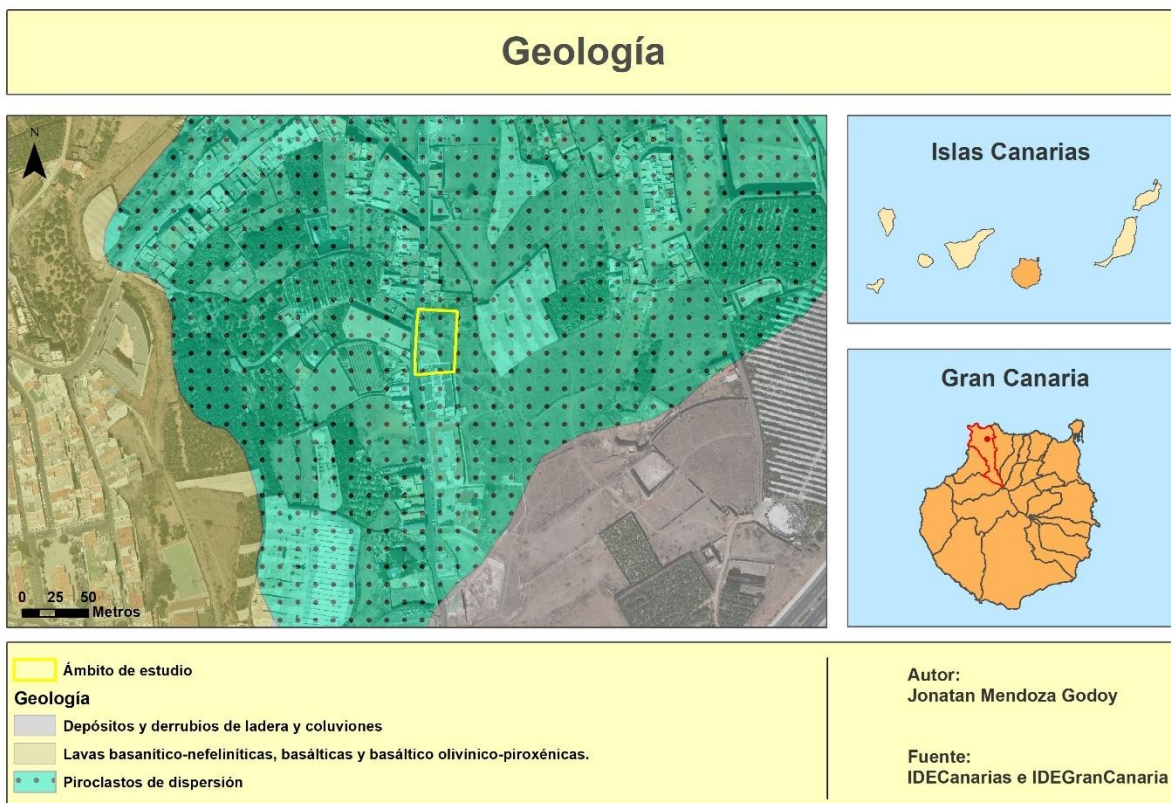 Geología
N
0 25 50
Metros
Islas Canarias
Gran Canaria
Ámbito de estudio
Geología
Depósitos y derrubios de ladera y coluviones
Lavas basanítico-nefeliníticas, basálticas y basáltico olivínico-piroxénicas.
Piroclastos de dispersión
Autor:
Jonatan Mendoza Godoy
Fuente:
IDECanarias e IDEGranCanaria